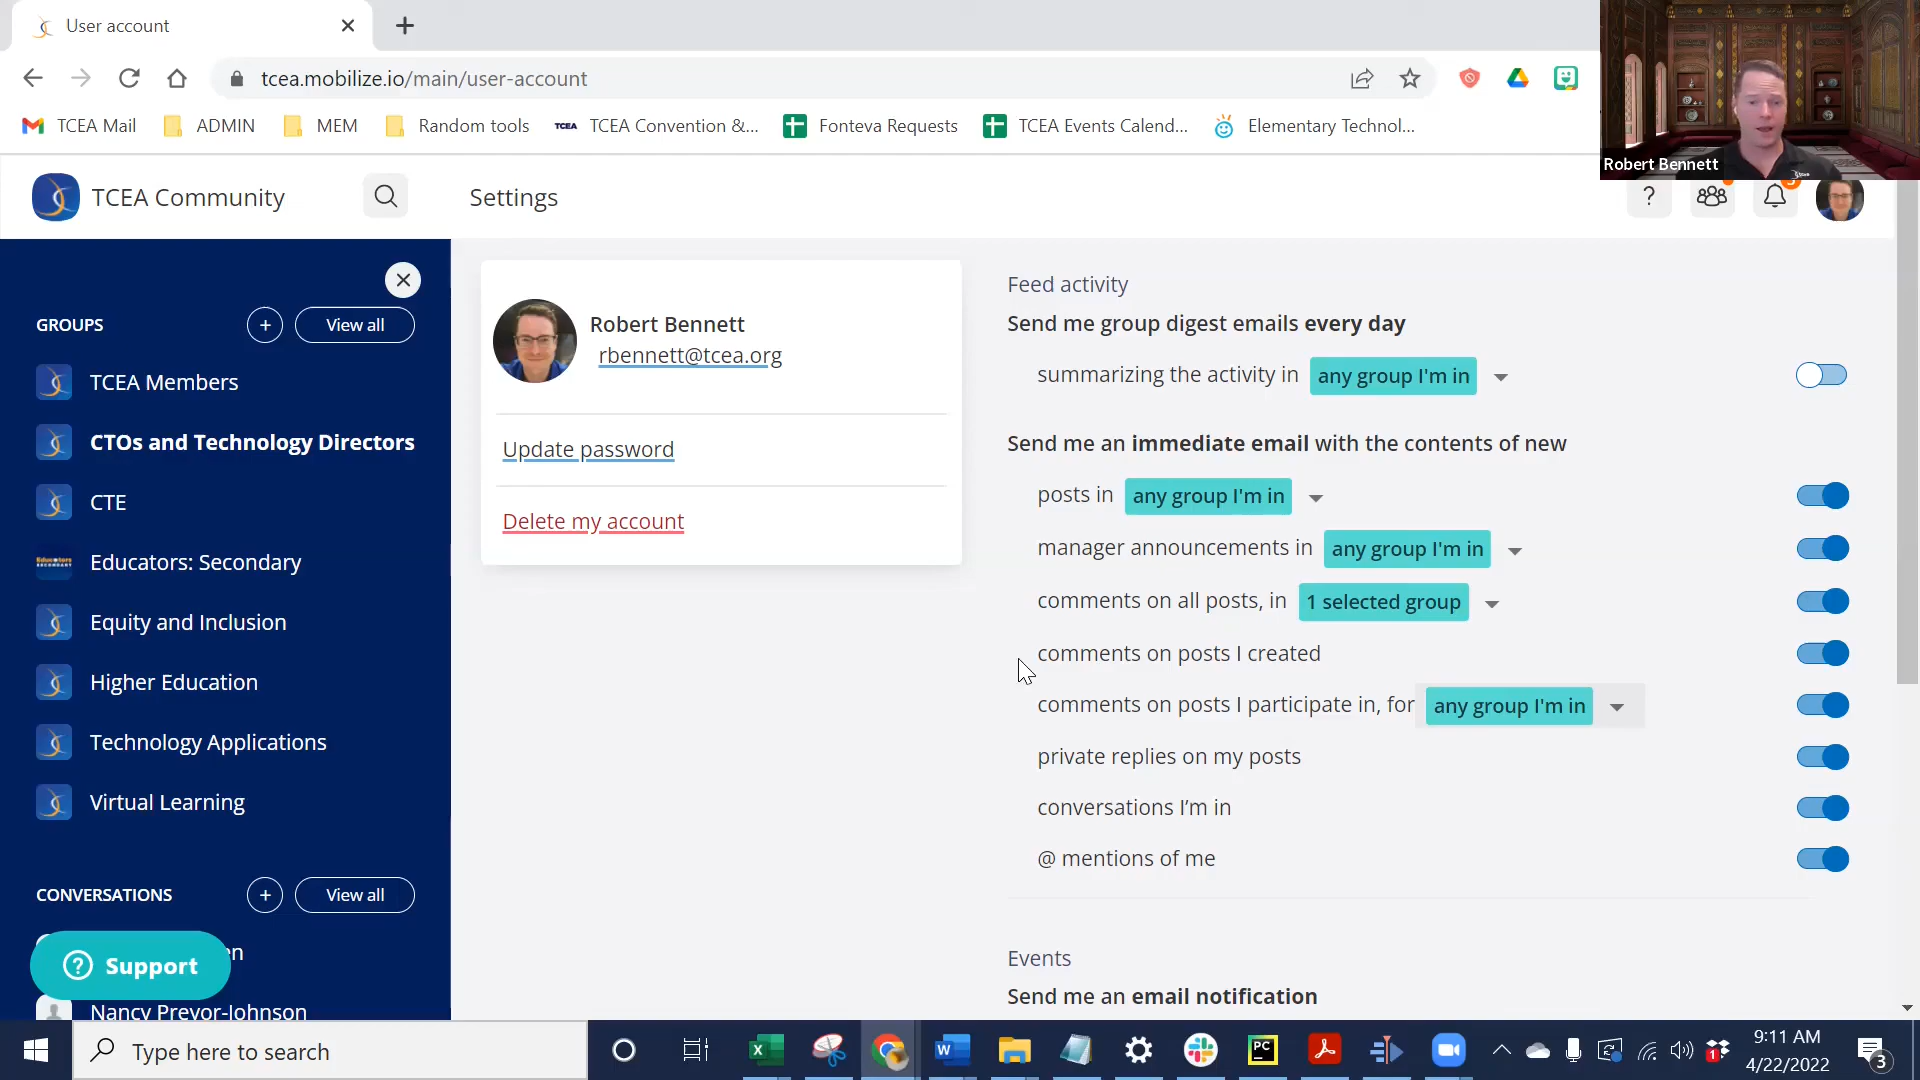 User account
tcea.mobilize.io/main/user-account
TCEA Mail
ADMIN
MEM
Random tools
TCEA
TCEA Convention &...
Fonteva Requests
TCEA Events Calend...
Elementary Technol...
Robert Bennett
TCEA Community
Settings
?
GROUPS
+
View all
TCEA Members
CTOs and Technology Directors
CTE
Educators: Secondary
Equity and Inclusion
Higher Education
Technology Applications
Virtual Learning
CONVERSATIONS
+
View all
en
? Support
Nancy Prevor-Johnson
Robert Bennett
rbennett@tcea.org
Update password
Delete my account
Feed activity
Send me group digest emails every day
summarizing the activity in any group I'm in
Send me an immediate email with the contents of new
posts in any group I'm in
manager announcements in any group I'm in
comments on all posts, in 1 selected group
comments on posts I created
comments on posts I participate in, for any group I'm in
private replies on my posts
conversations I'm in
@ mentions of me
Events
Send me an email notification
Type here to search
9:11 AM
4/22/2022
3